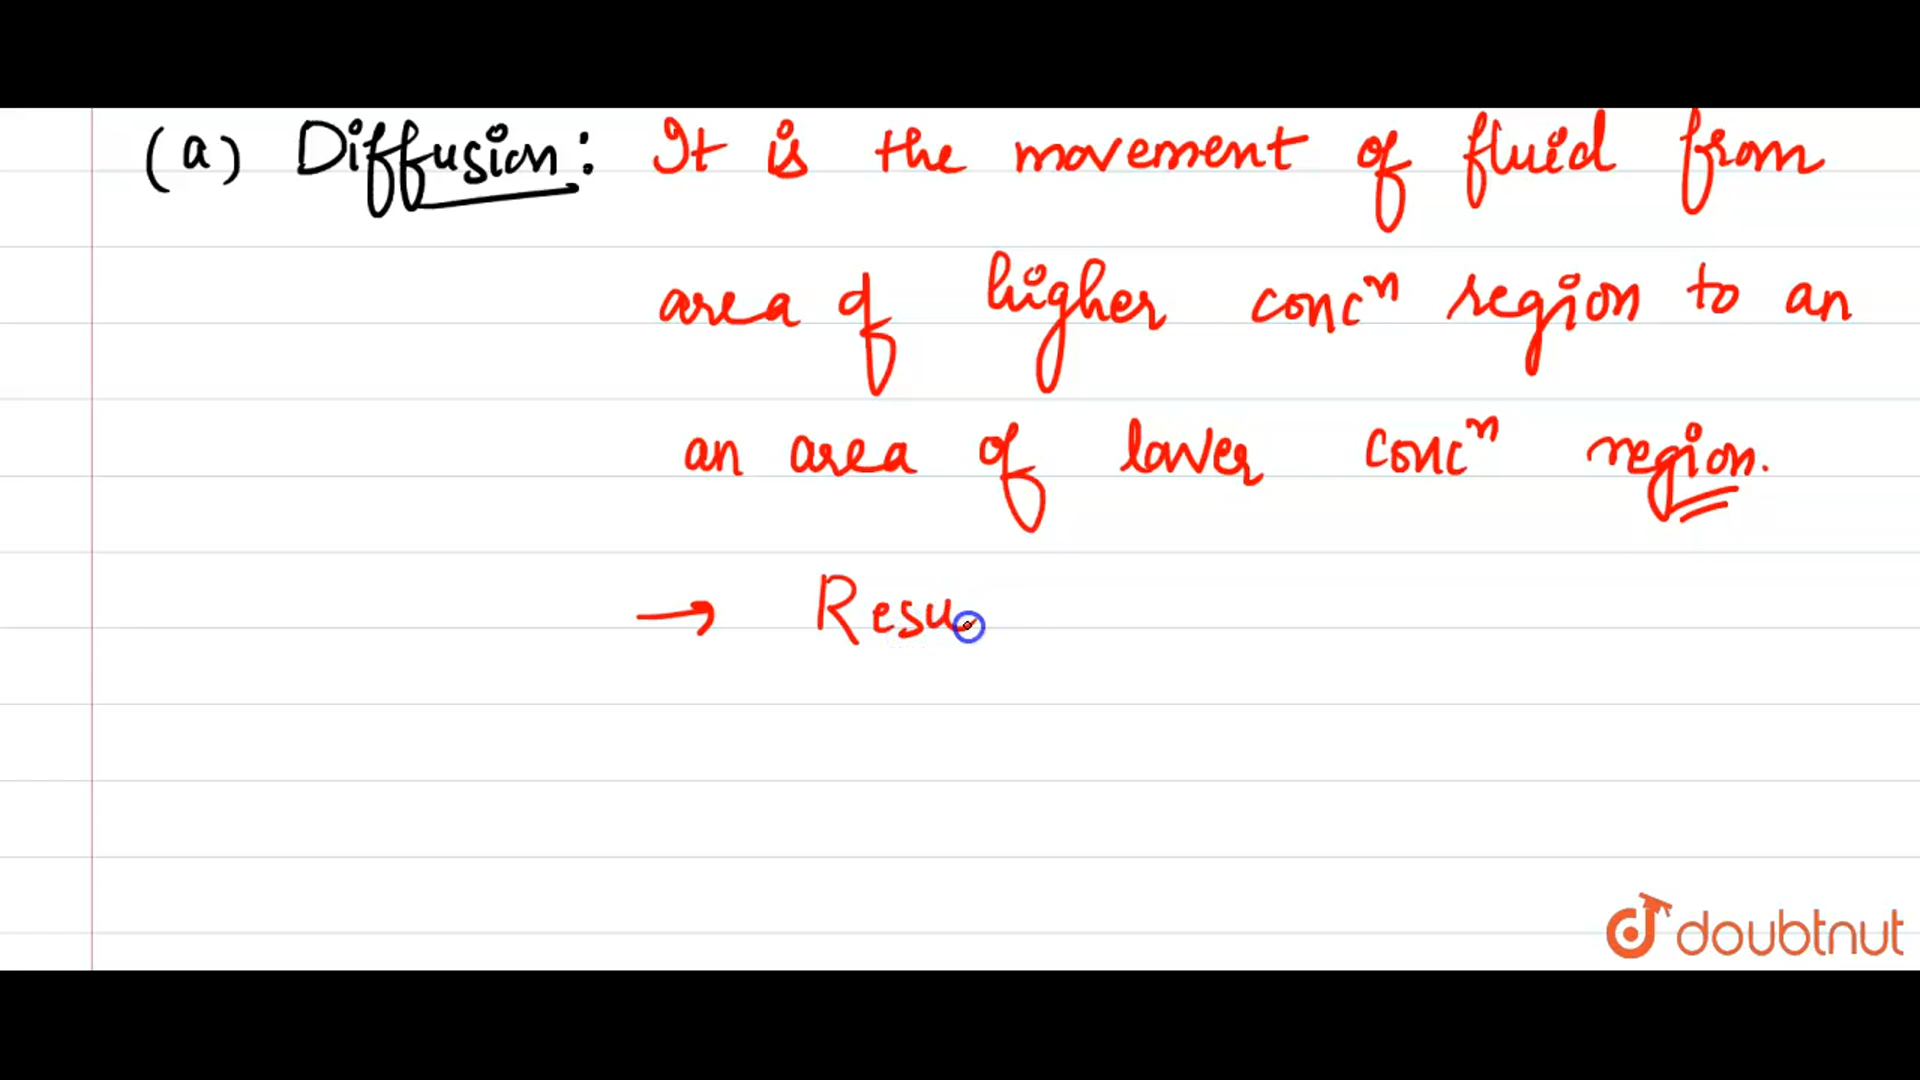 (a) Diffusion: It is the movement of fluid from
area of higher concⁿ region to an
an area of lower concⁿ region.
→ Resu
doubtnut